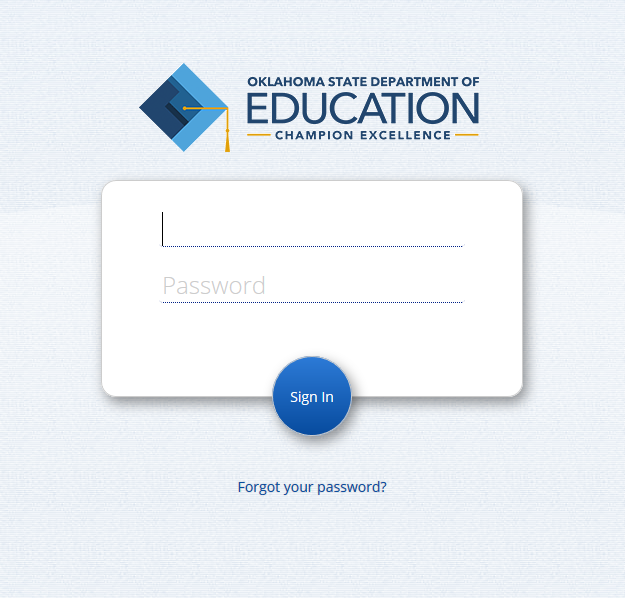 OKLAHOMA STATE DEPARTMENT OF
EDUCATION
CHAMPION EXCELLENCE
Password
Sign In
Forgot your password?